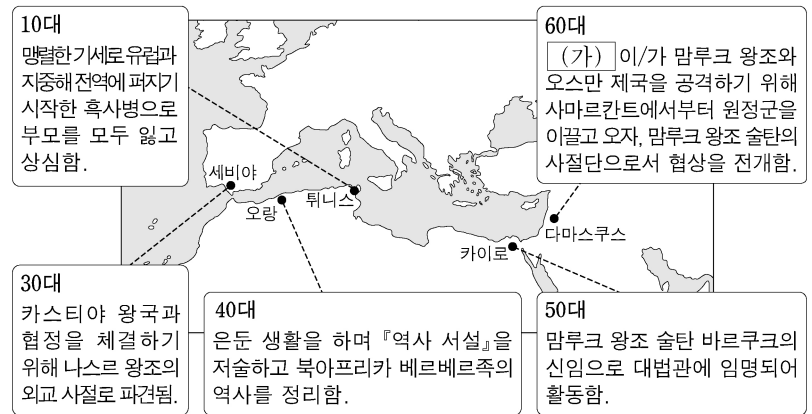 10대
맹렬한 기세로 유럽과
지중해 전역에 퍼지기
시작한 흑사병으로
부모를 모두 잃고
상심함.
60대
(가) 이/가 맘루크 왕조와
오스만 제국을 공격하기 위해
사마르칸트에서부터 원정군을
이끌고 오자, 맘루크 왕조 술탄의
사절단으로서 협상을 전개함.
세비야
오랑
튀니스
다마스쿠스
카이로
30대
카스티야 왕국과
협정을 체결하기
위해 나스르 왕조의
외교 사절로 파견됨.
40대
은둔 생활을 하며 『역사 서설』을
저술하고 북아프리카 베르베르족의
역사를 정리함.
50대
맘루크 왕조 술탄 바르쿠크의
신임으로 대법관에 임명되어
활동함.